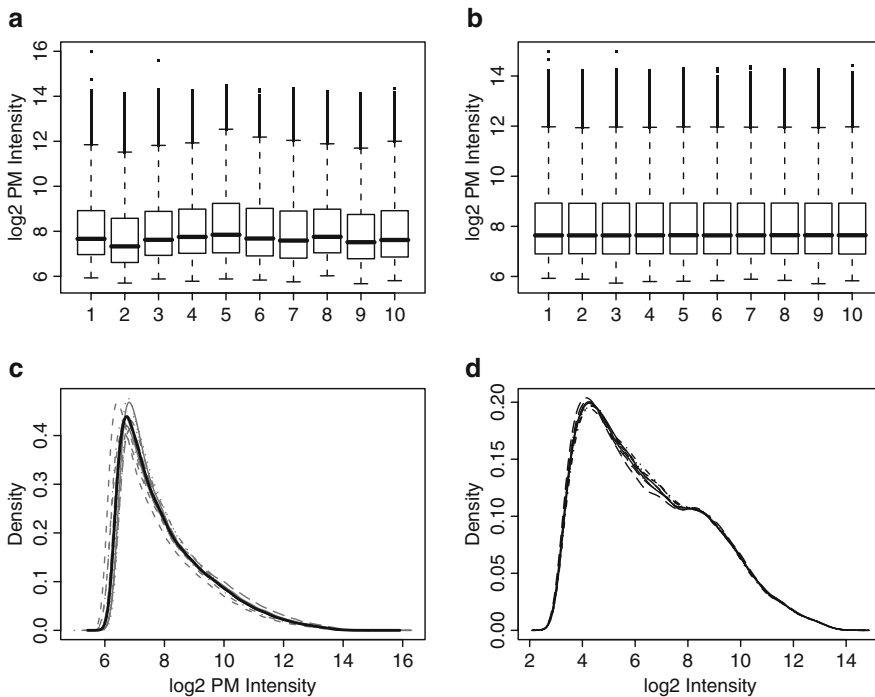 a
log2 PM Intensity
16
14
12
10
8
6
1 2 3 4 5 6 7 8 9 10
b
log2 PM Intensity
14
12
10
8
6
1 2 3 4 5 6 7 8 9 10
c
Density
0.4
0.3
0.2
0.1
0.0
6 8 10 12 14 16
log2 PM Intensity
d
Density
0.20
0.15
0.10
0.05
0.00
2 4 6 8 10 12 14
log2 Intensity